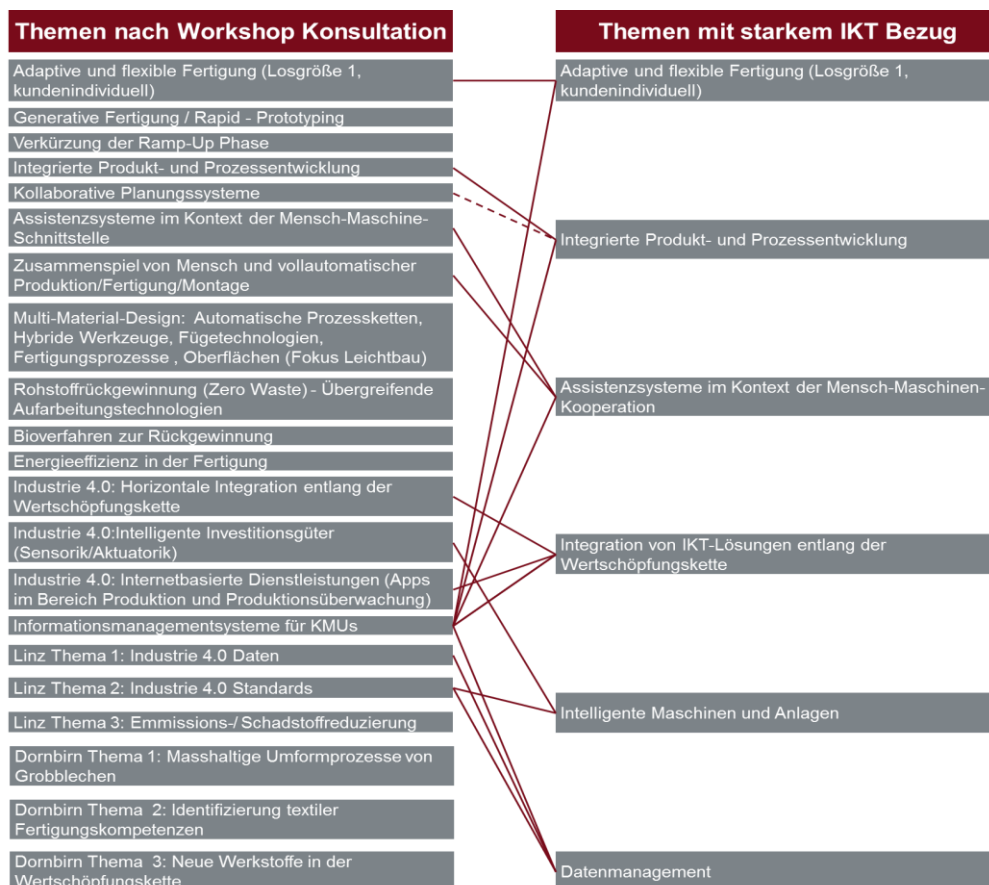 Themen nach Workshop Konsultation
Adaptive und flexible Fertigung (Losgröße 1,
kundenindividuell)
Generative Fertigung / Rapid - Prototyping
Verkürzung der Ramp-Up Phase
Integrierte Produkt- und Prozessentwicklung
Kollaborative Planungssysteme
Assistenzsysteme im Kontext der Mensch-Maschine-
Schnittstelle
Zusammenspiel von Mensch und vollautomatischer
Produktion/Fertigung/Montage
Multi-Material-Design: Automatische Prozessketten,
Hybride Werkzeuge, Fügetechnologien,
Fertigungsprozesse , Oberflächen (Fokus Leichtbau)
Rohstoffrückgewinnung (Zero Waste) - Übergreifende
Aufarbeitungstechnologien
Bioverfahren zur Rückgewinnung
Energieeffizienz in der Fertigung
Industrie 4.0: Horizontale Integration entlang der
Wertschöpfungskette
Industrie 4.0:Intelligente Investitionsgüter
(Sensorik/Aktuatorik)
Industrie 4.0: Internetbasierte Dienstleistungen (Apps
im Bereich Produktion und Produktionsüberwachung)
Informationsmanagementsysteme für KMUs
Linz Thema 1: Industrie 4.0 Daten
Linz Thema 2: Industrie 4.0 Standards
Linz Thema 3: Emmissions-/ Schadstoffreduzierung
Dornbirn Thema 1: Masshaltige Umformprozesse von
Grobblechen
Dornbirn Thema 2: Identifizierung textiler
Fertigungskompetenzen
Dornbirn Thema 3: Neue Werkstoffe in der
Wertschöpfungskette
Themen mit starkem IKT Bezug
Adaptive und flexible Fertigung (Losgröße 1,
kundenindividuell)
Integrierte Produkt- und Prozessentwicklung
Assistenzsysteme im Kontext der Mensch-Maschinen-
Kooperation
Integration von IKT-Lösungen entlang der
Wertschöpfungskette
Intelligente Maschinen und Anlagen
Datenmanagement